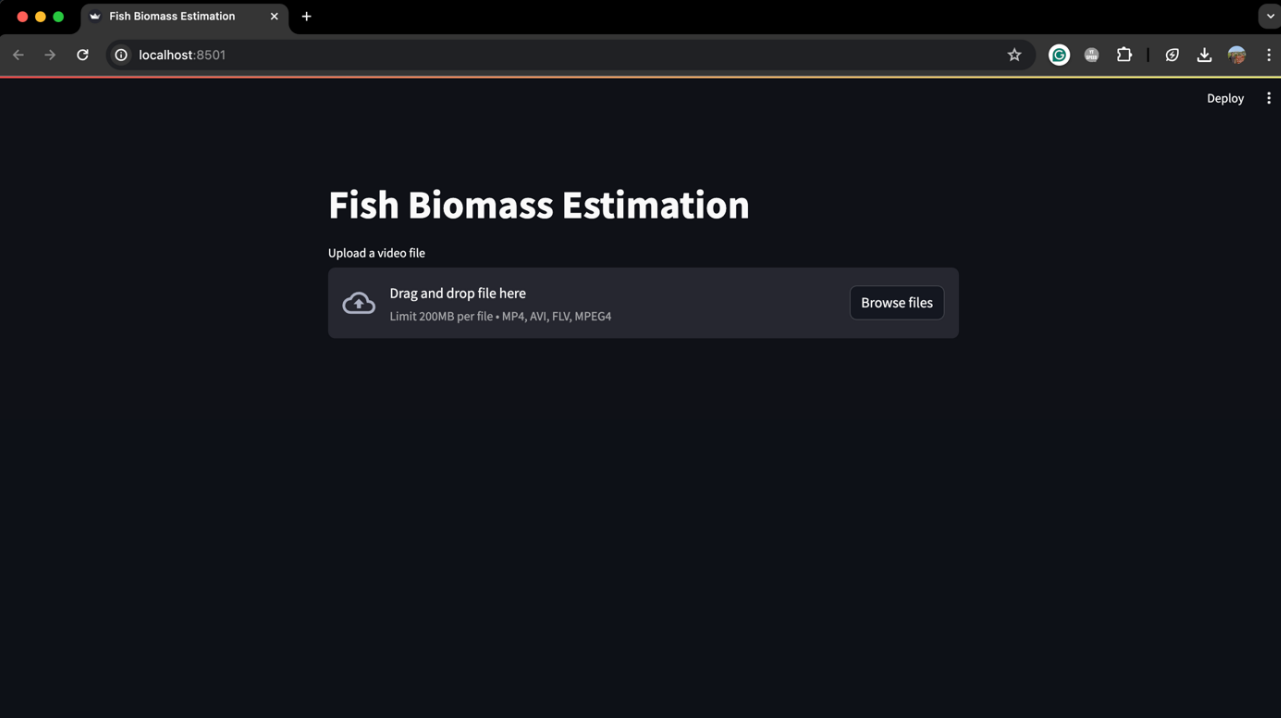 Fish Biomass Estimation
localhost:8501
Deploy
Fish Biomass Estimation
Upload a video file
Drag and drop file here
Limit 200MB per file • MP4, AVI, FLV, MPEG4
Browse files